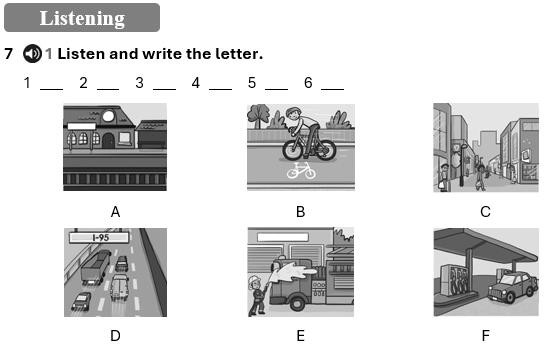 Listening
7 1 Listen and write the letter.
1 ___ 2 ___ 3 ___ 4 ___ 5 ___ 6 ___
A B C
I-95
D E F